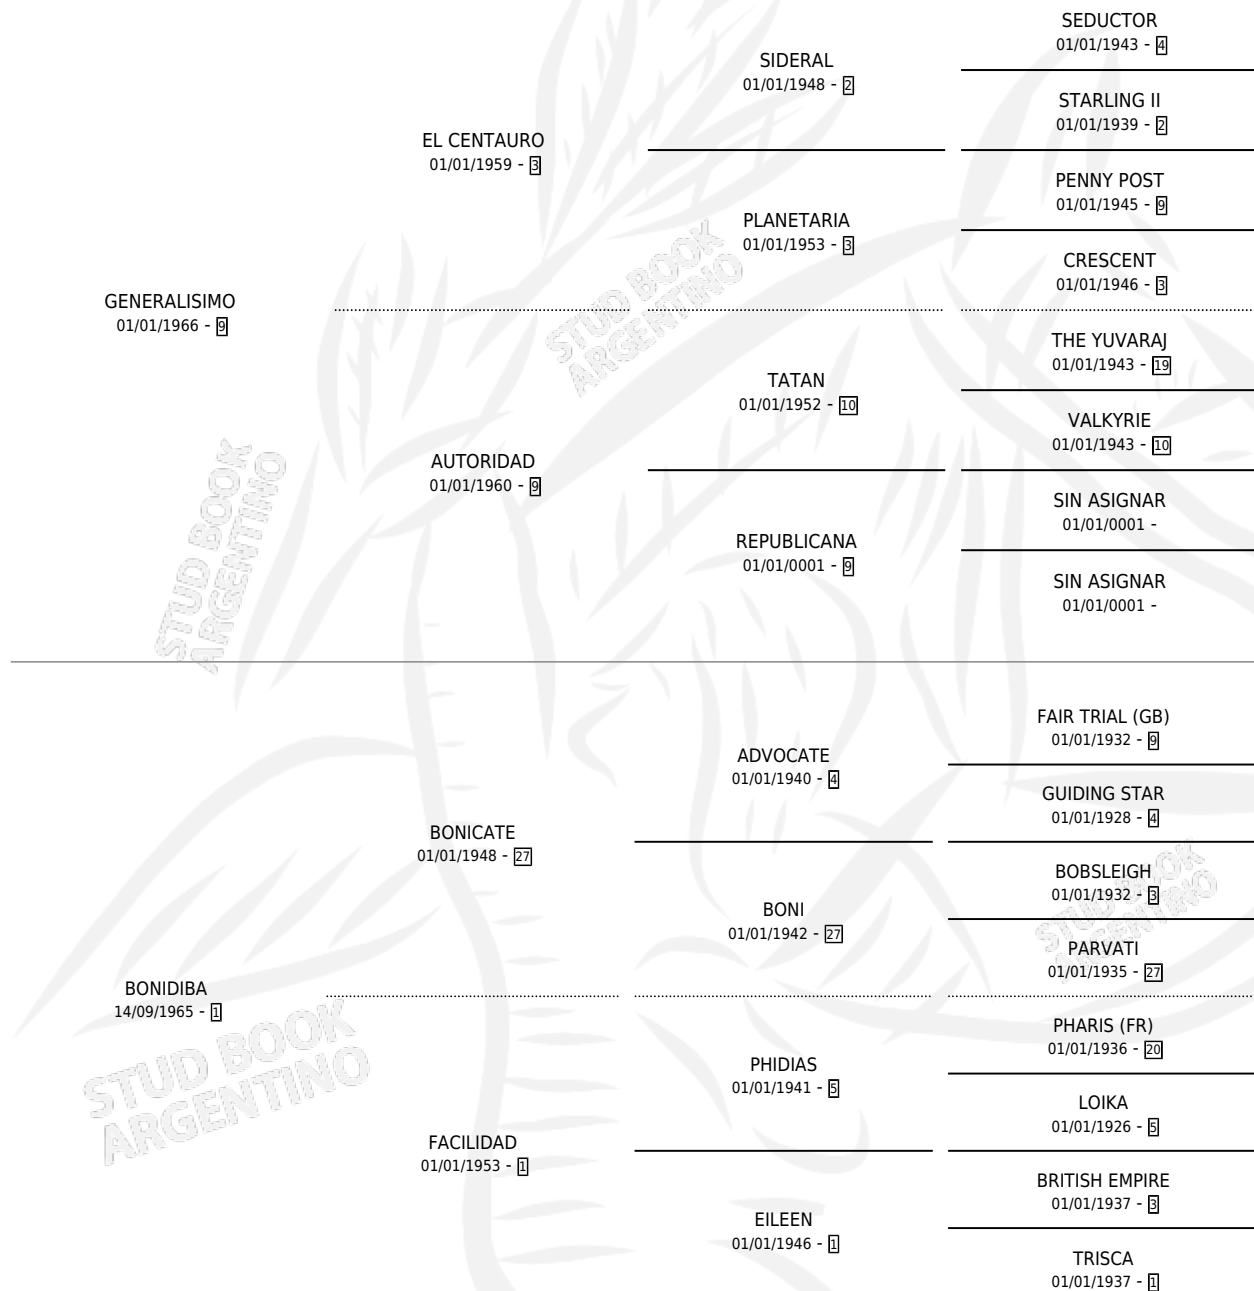 SEDUCTOR
01/01/1943 - 4
SIDERAL
01/01/1948 - 2
STARLING II
01/01/1939 - 2
EL CENTAURO
01/01/1959 - 3
PENNY POST
01/01/1945 - 9
PLANETARIA
01/01/1953 - 3
CRESCENT
01/01/1946 - 3
GENERALISIMO
01/01/1966 - 9
THE YUVARAJ
01/01/1943 - 19
TATAN
01/01/1952 - 10
VALKYRIE
01/01/1943 - 10
AUTORIDAD
01/01/1960 - 9
SIN ASIGNAR
01/01/0001 -
REPUBLICANA
01/01/0001 - 9
SIN ASIGNAR
01/01/0001 -
FAIR TRIAL (GB)
01/01/1932 - 9
ADVOCATE
01/01/1940 - 4
GUIDING STAR
01/01/1928 - 4
BONICATE
01/01/1948 - 27
BOBSLEIGH
01/01/1932 - 3
BONI
01/01/1942 - 27
PARVATI
01/01/1935 - 27
BONIDIBA
14/09/1965 - 1
PHARIS (FR)
01/01/1936 - 20
PHIDIAS
01/01/1941 - 5
LOIKA
01/01/1926 - 5
FACILIDAD
01/01/1953 - 1
BRITISH EMPIRE
01/01/1937 - 3
EILEEN
01/01/1946 - 1
TRISCA
01/01/1937 - 1
STUD BOOK
ARGENTINO
STUD BOOK
ARGENTINO
STUD BOOK
ARGENTINO
STUD BOOK
ARGENTINO